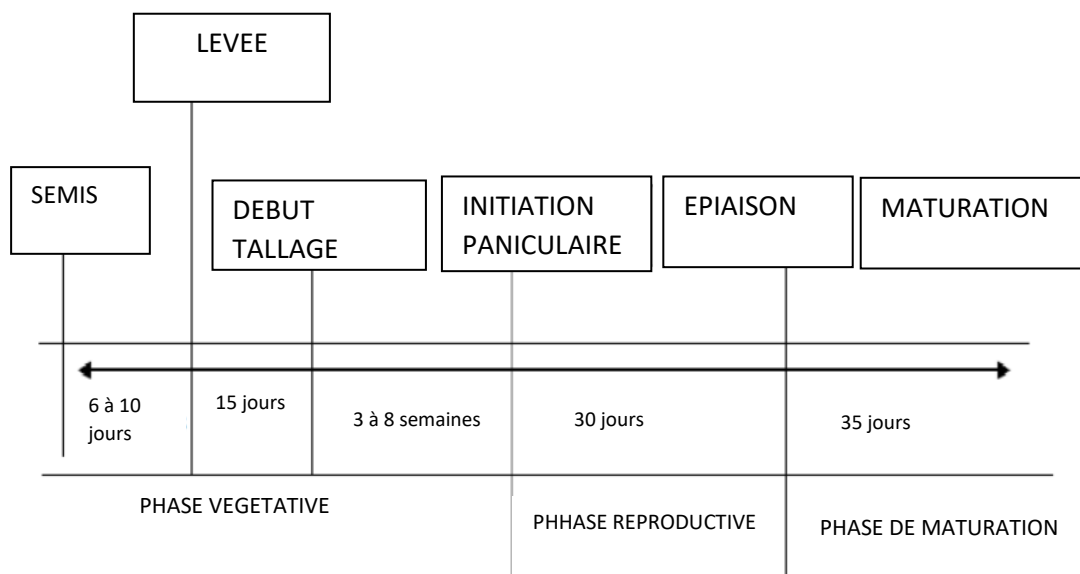 LEVEE
SEMIS
DEBUT
TALLAGE
INITIATION
PANICULAIRE
EPIAISON
MATURATION
6 à 10
jours
15 jours
3 à 8 semaines
30 jours
35 jours
PHASE VEGETATIVE
PHHASE REPRODUCTIVE
PHASE DE MATURATION